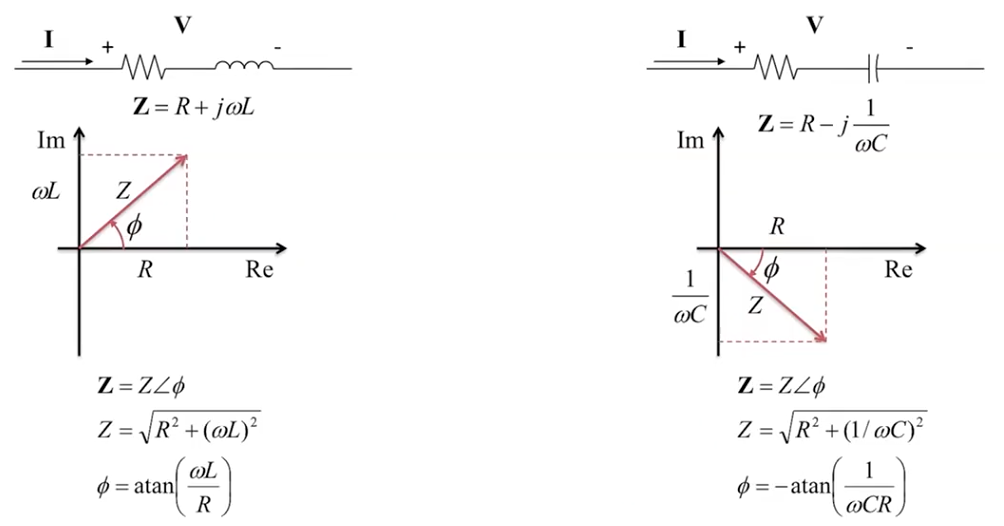 I + V -
Z = R + jωL
Im
ωL
Z
ϕ
R
Re
Z = Z∠ϕ
Z = √(R² + (ωL)²)
ϕ = atan(ωL/R)
I + V -
Z = R − j 1/ωC
Im
R
ϕ
Re
1/ωC
Z
Z = Z∠ϕ
Z = √(R² + (1/ωC)²)
ϕ = −atan(1/ωCR)